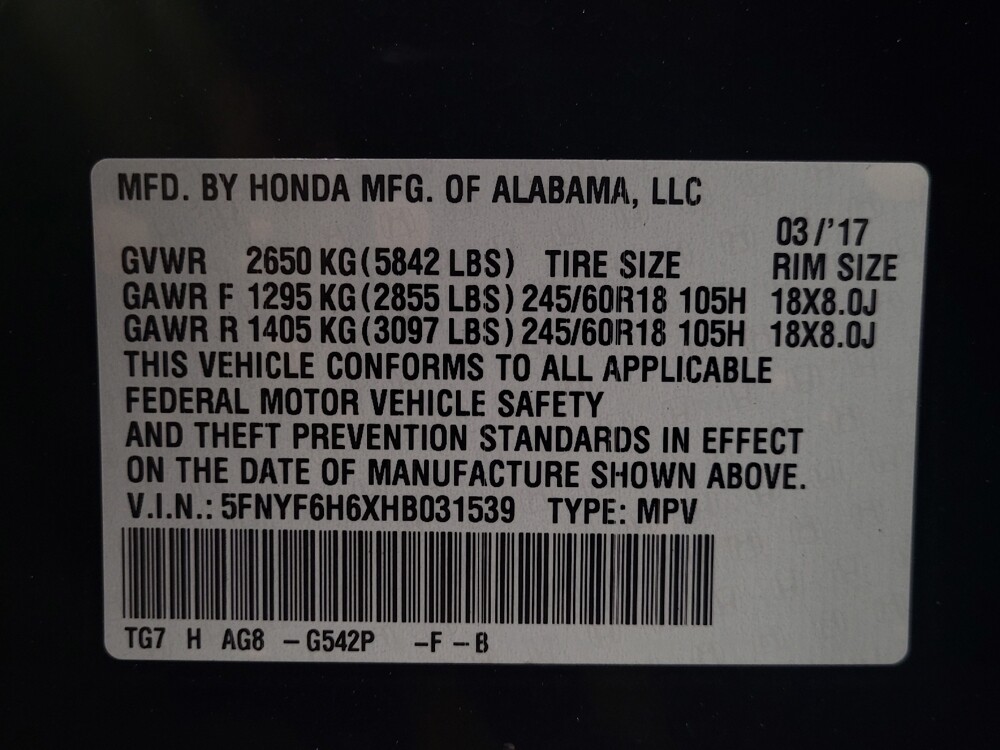 MFD. BY HONDA MFG. OF ALABAMA, LLC
03/'17
GVWR 2650 KG(5842 LBS) TIRE SIZE RIM SIZE
GAWR F 1295 KG(2855 LBS) 245/60R18 105H 18X8.0J
GAWR R 1405 KG(3097 LBS) 245/60R18 105H 18X8.0J
THIS VEHICLE CONFORMS TO ALL APPLICABLE
FEDERAL MOTOR VEHICLE SAFETY
AND THEFT PREVENTION STANDARDS IN EFFECT
ON THE DATE OF MANUFACTURE SHOWN ABOVE.
V.I.N.: 5FNYF6H6XHB031539 TYPE: MPV
TG7 H AG8 -G542P -F-B